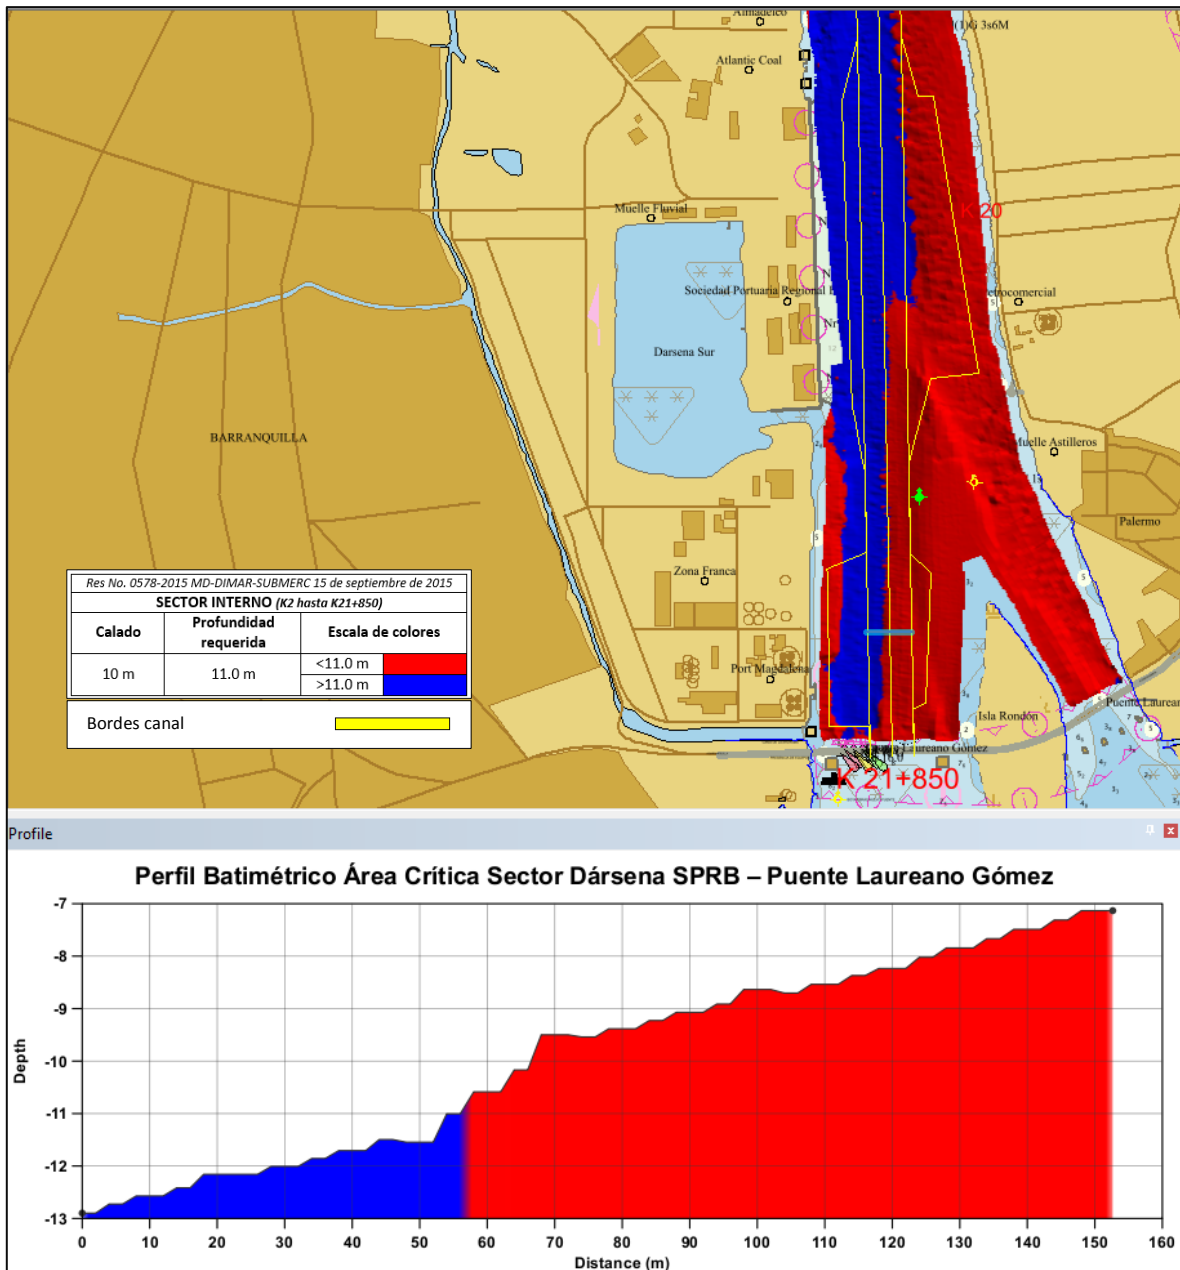 Almadelco
(1)G 3s6M
Atlantic Coal
Muelle Fluvial
K 20
Sociedad Portuaria Regional
Petrocomercial
Nr
12
Darsena Sur
BARRANQUILLA
Muelle Astilleros
Palermo
Zona Franca
Port Magdalena
Isla Rondón
Puente Laurean
Laureano Gómez
K 21+850
Res No. 0578-2015 MD-DIMAR-SUBMERC 15 de septiembre de 2015
SECTOR INTERNO (K2 hasta K21+850)
Calado
Profundidad requerida
Escala de colores
10 m
11.0 m
<11.0 m
>11.0 m
Bordes canal
Profile
Perfil Batimétrico Área Crítica Sector Dársena SPRB – Puente Laureano Gómez
Depth
-7
-8
-9
-10
-11
-12
-13
0 10 20 30 40 50 60 70 80 90 100 110 120 130 140 150 160
Distance (m)